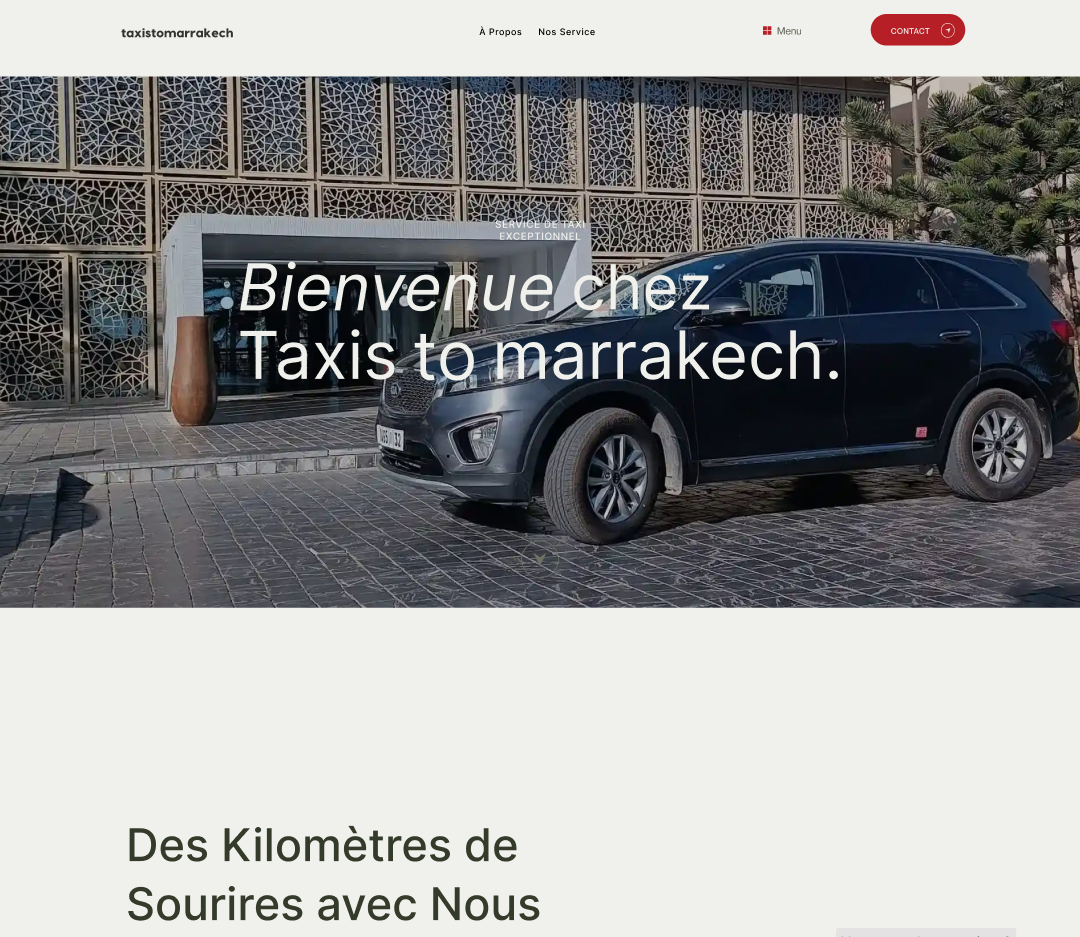 taxistomarrakech
À Propos
Nos Service
Menu
CONTACT
SERVICE DE TAXI
EXCEPTIONNEL
Bienvenue chez
Taxis to marrakech.
Des Kilomètres de
Sourires avec Nous